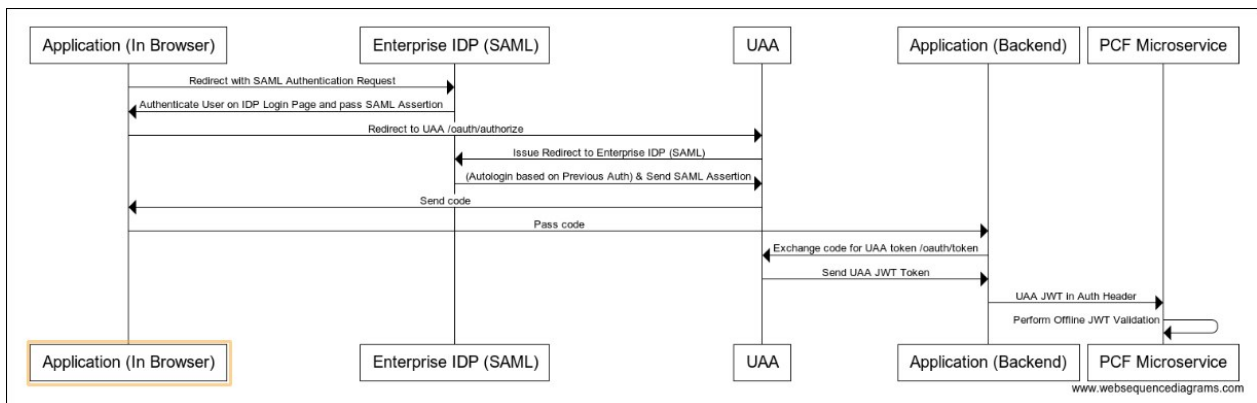 Application (In Browser) Enterprise IDP (SAML) UAA Application (Backend) PCF Microservice
Redirect with SAML Authentication Request
Authenticate User on IDP Login Page and pass SAML Assertion
Redirect to UAA /oauth/authorize
Issue Redirect to Enterprise IDP (SAML)
(Autologin based on Previous Auth) & Send SAML Assertion
Send code
Pass code
Exchange code for UAA token /oauth/token
Send UAA JWT Token
UAA JWT in Auth Header
Perform Offline JWT Validation
Application (In Browser) Enterprise IDP (SAML) UAA Application (Backend) PCF Microservice
www.websequencediagrams.com